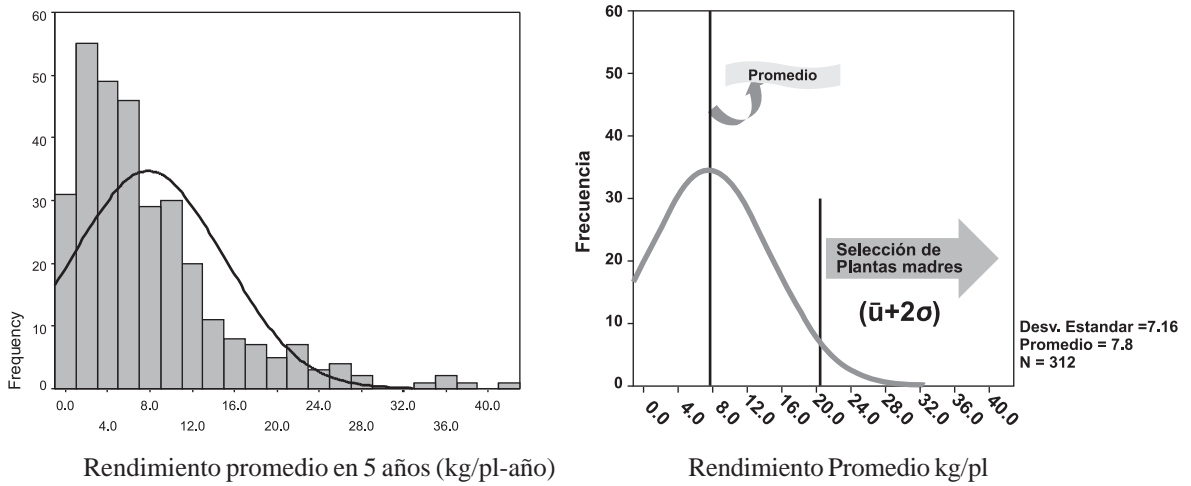 60
50
40
30
20
10
0
Frequency
0.0 8.0 16.0 24.0 32.0 40.0
4.0 12.0 20.0 28.0 36.0
Rendimiento promedio en 5 años (kg/pl-año)
60
50
40
30
20
10
0
Frecuencia
Promedio
Selección de
Plantas madres
(ū+2σ)
0.0 4.0 8.0 12.0 16.0 20.0 24.0 28.0 32.0 36.0 40.0
Desv. Estandar =7.16
Promedio = 7.8
N = 312
Rendimiento Promedio kg/pl